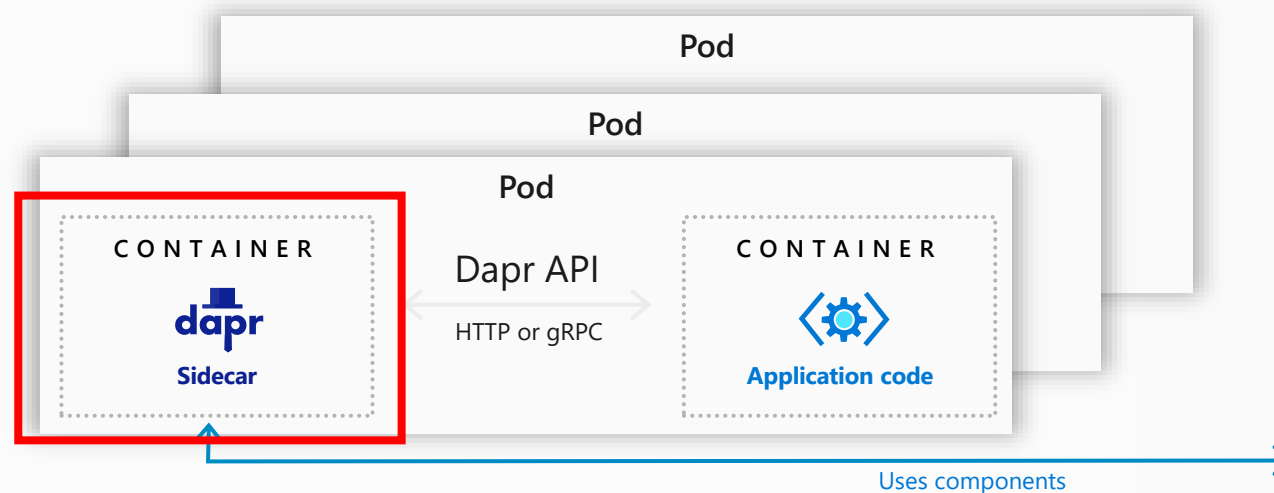 Pod
Pod
Pod
CONTAINER
dapr
Sidecar
Dapr API
HTTP or gRPC
CONTAINER
Application code
Uses components